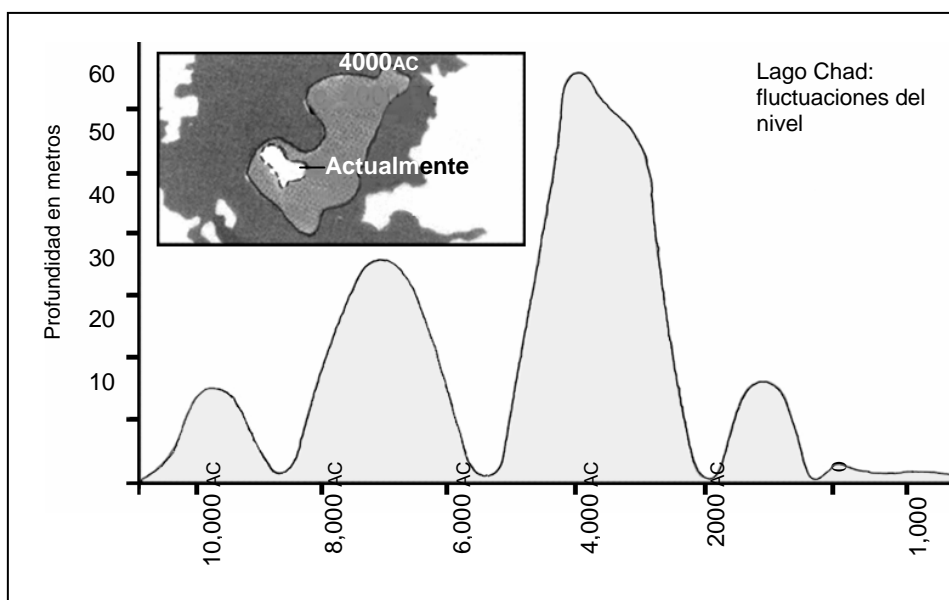 4000AC
Actualmente
Lago Chad:
fluctuaciones del
nivel
Profundidad en metros
60
50
40
30
20
10
10,000 AC
8,000 AC
6,000 AC
4,000 AC
2000 AC
0
1,000